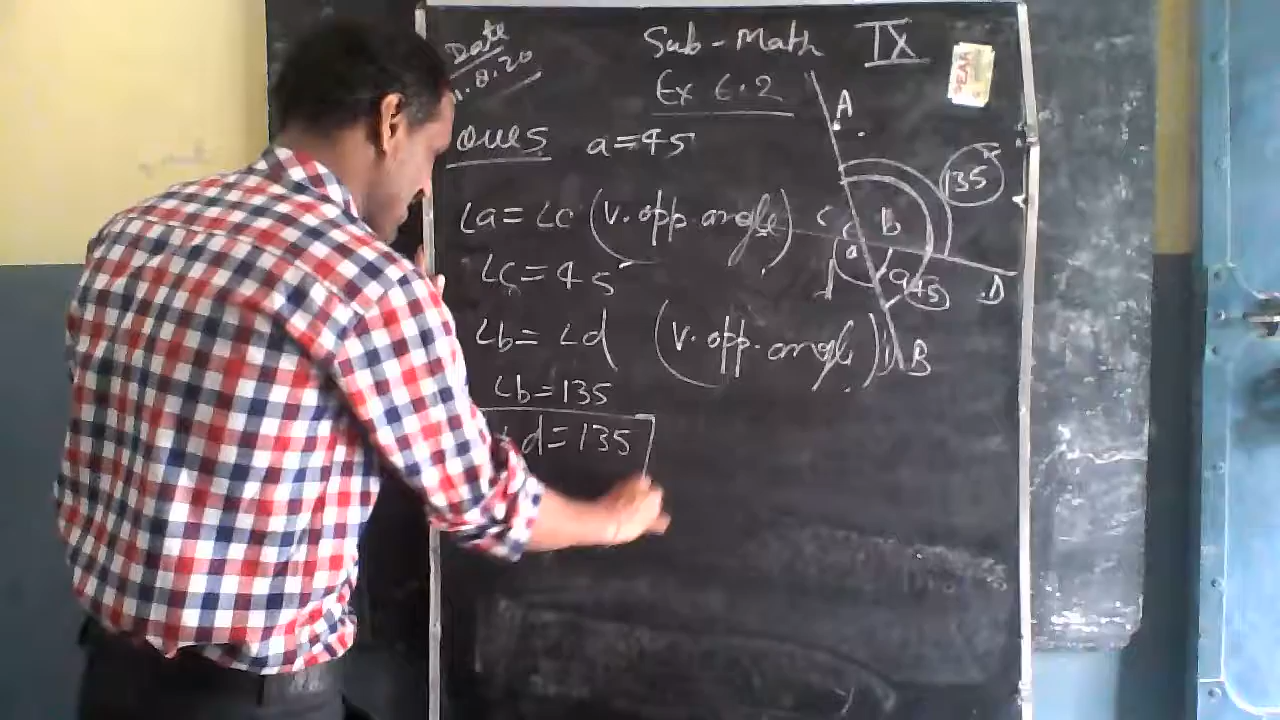 Date
.8.20
Sub - Math IX
Ex 6.2
Ques a=45
∠a=∠c (v.opp.angle)
∠c=45
∠b=∠d (v.opp.angle)
∠b=135
d=135
A
135
c
b
a
d
a
45
D
B